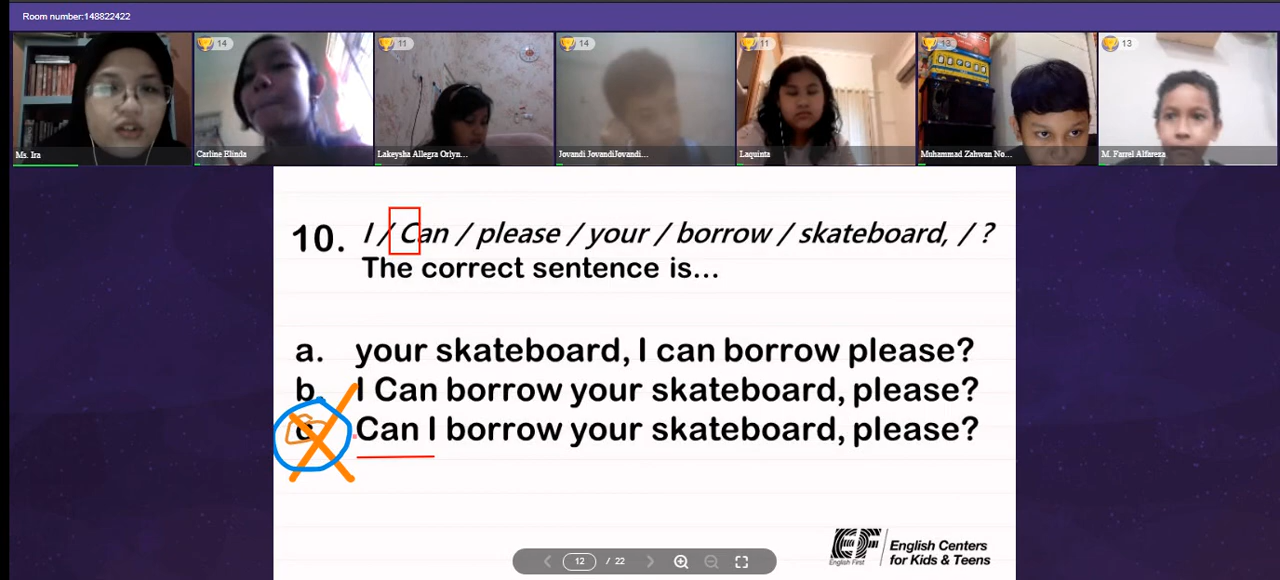 Room number:148822422
14
11
14
11
13
13
Ms. Ira
Carline Elinda
Lakeysha Allegra Orlyn...
Jovandi JovandiJovandi...
Laquinta
Muhammad Zahwan No...
M. Farrel Alfareza
10. I / Can / please / your / borrow / skateboard, / ?
The correct sentence is...
a. your skateboard, I can borrow please?
b. I Can borrow your skateboard, please?
c. Can I borrow your skateboard, please?
EF English Centers
English First for Kids & Teens
12 / 22